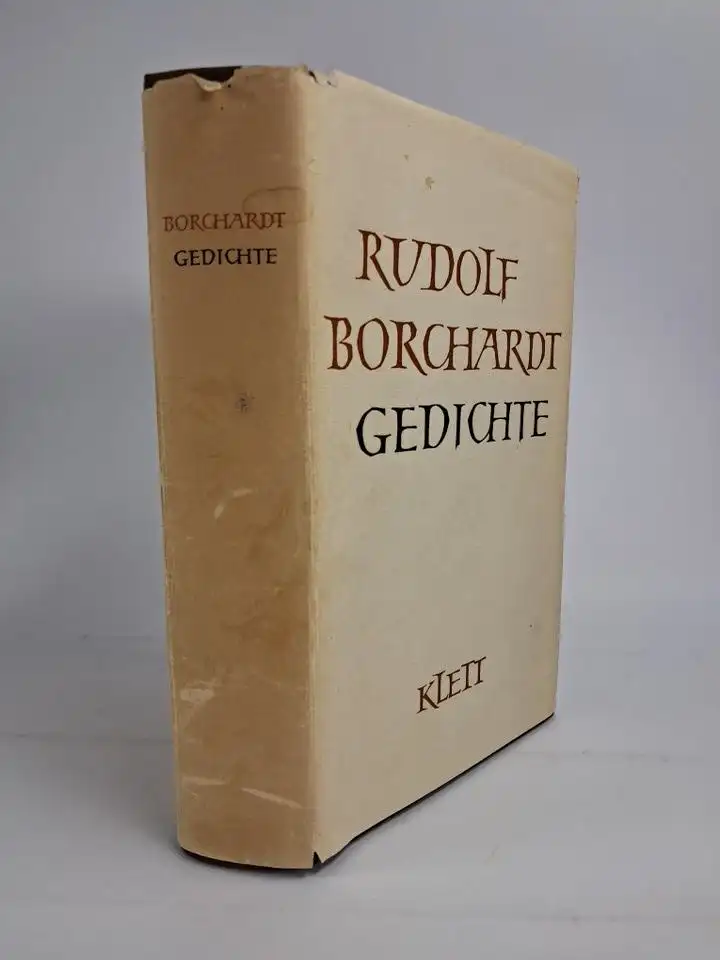 BORCHARDT
GEDICHTE
RUDOLF
BORCHARDT
GEDICHTE
KLETT